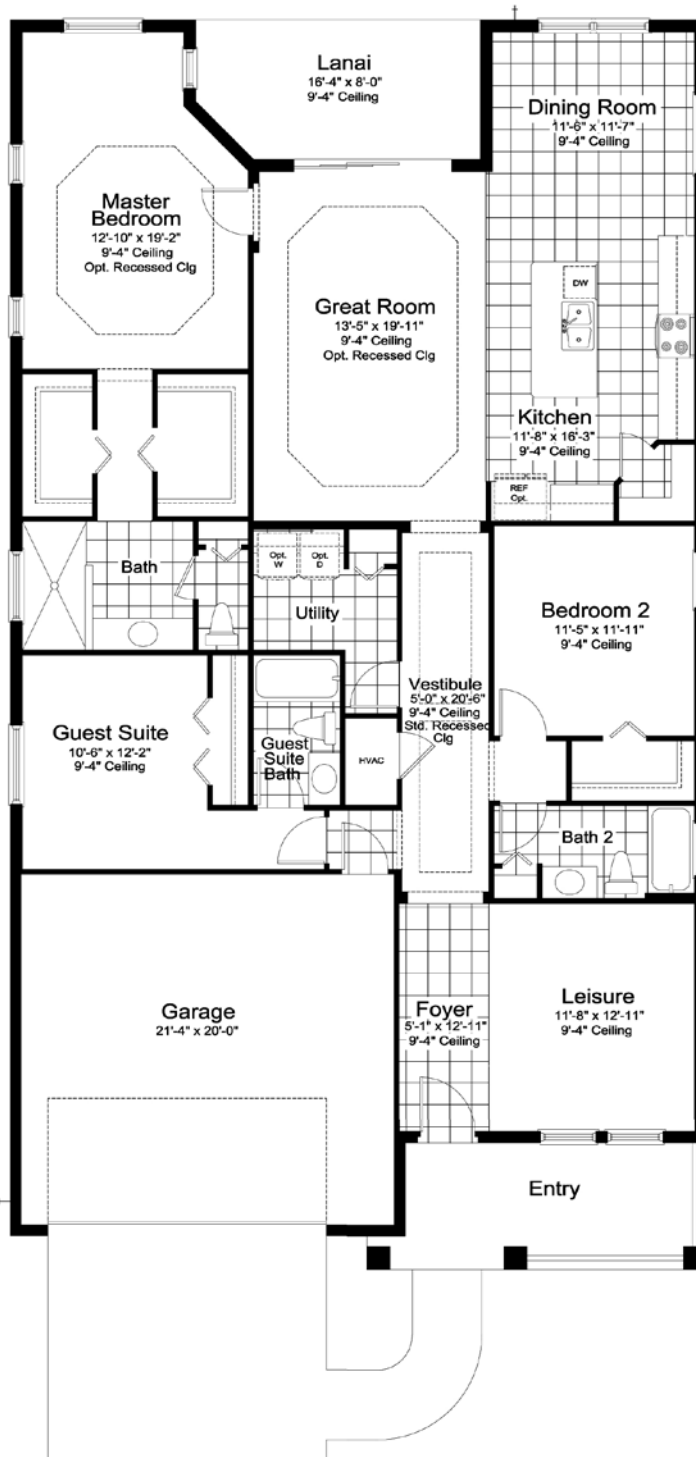 Lanai
16'-4" x 8'-0"
9'-4" Ceiling
Dining Room
11'-6" x 11'-7"
9'-4" Ceiling
Master
Bedroom
12'-10" x 19'-2"
9'-4" Ceiling
Opt. Recessed Clg
Great Room
13'-5" x 19'-11"
9'-4" Ceiling
Opt. Recessed Clg
DW
Kitchen
11'-8" x 16'-3"
9'-4" Ceiling
REF
Opt.
Bath
Opt.
W
Opt.
D
Utility
Bedroom 2
11'-5" x 11'-11"
9'-4" Ceiling
Vestibule
5'-0" x 20'-6"
9'-4" Ceiling
Std. Recessed
Clg
Guest Suite
10'-6" x 12'-2"
9'-4" Ceiling
Guest
Suite
Bath
HVAC
Bath 2
Garage
21'-4" x 20'-0"
Foyer
5'-1" x 12'-11"
9'-4" Ceiling
Leisure
11'-8" x 12'-11"
9'-4" Ceiling
Entry